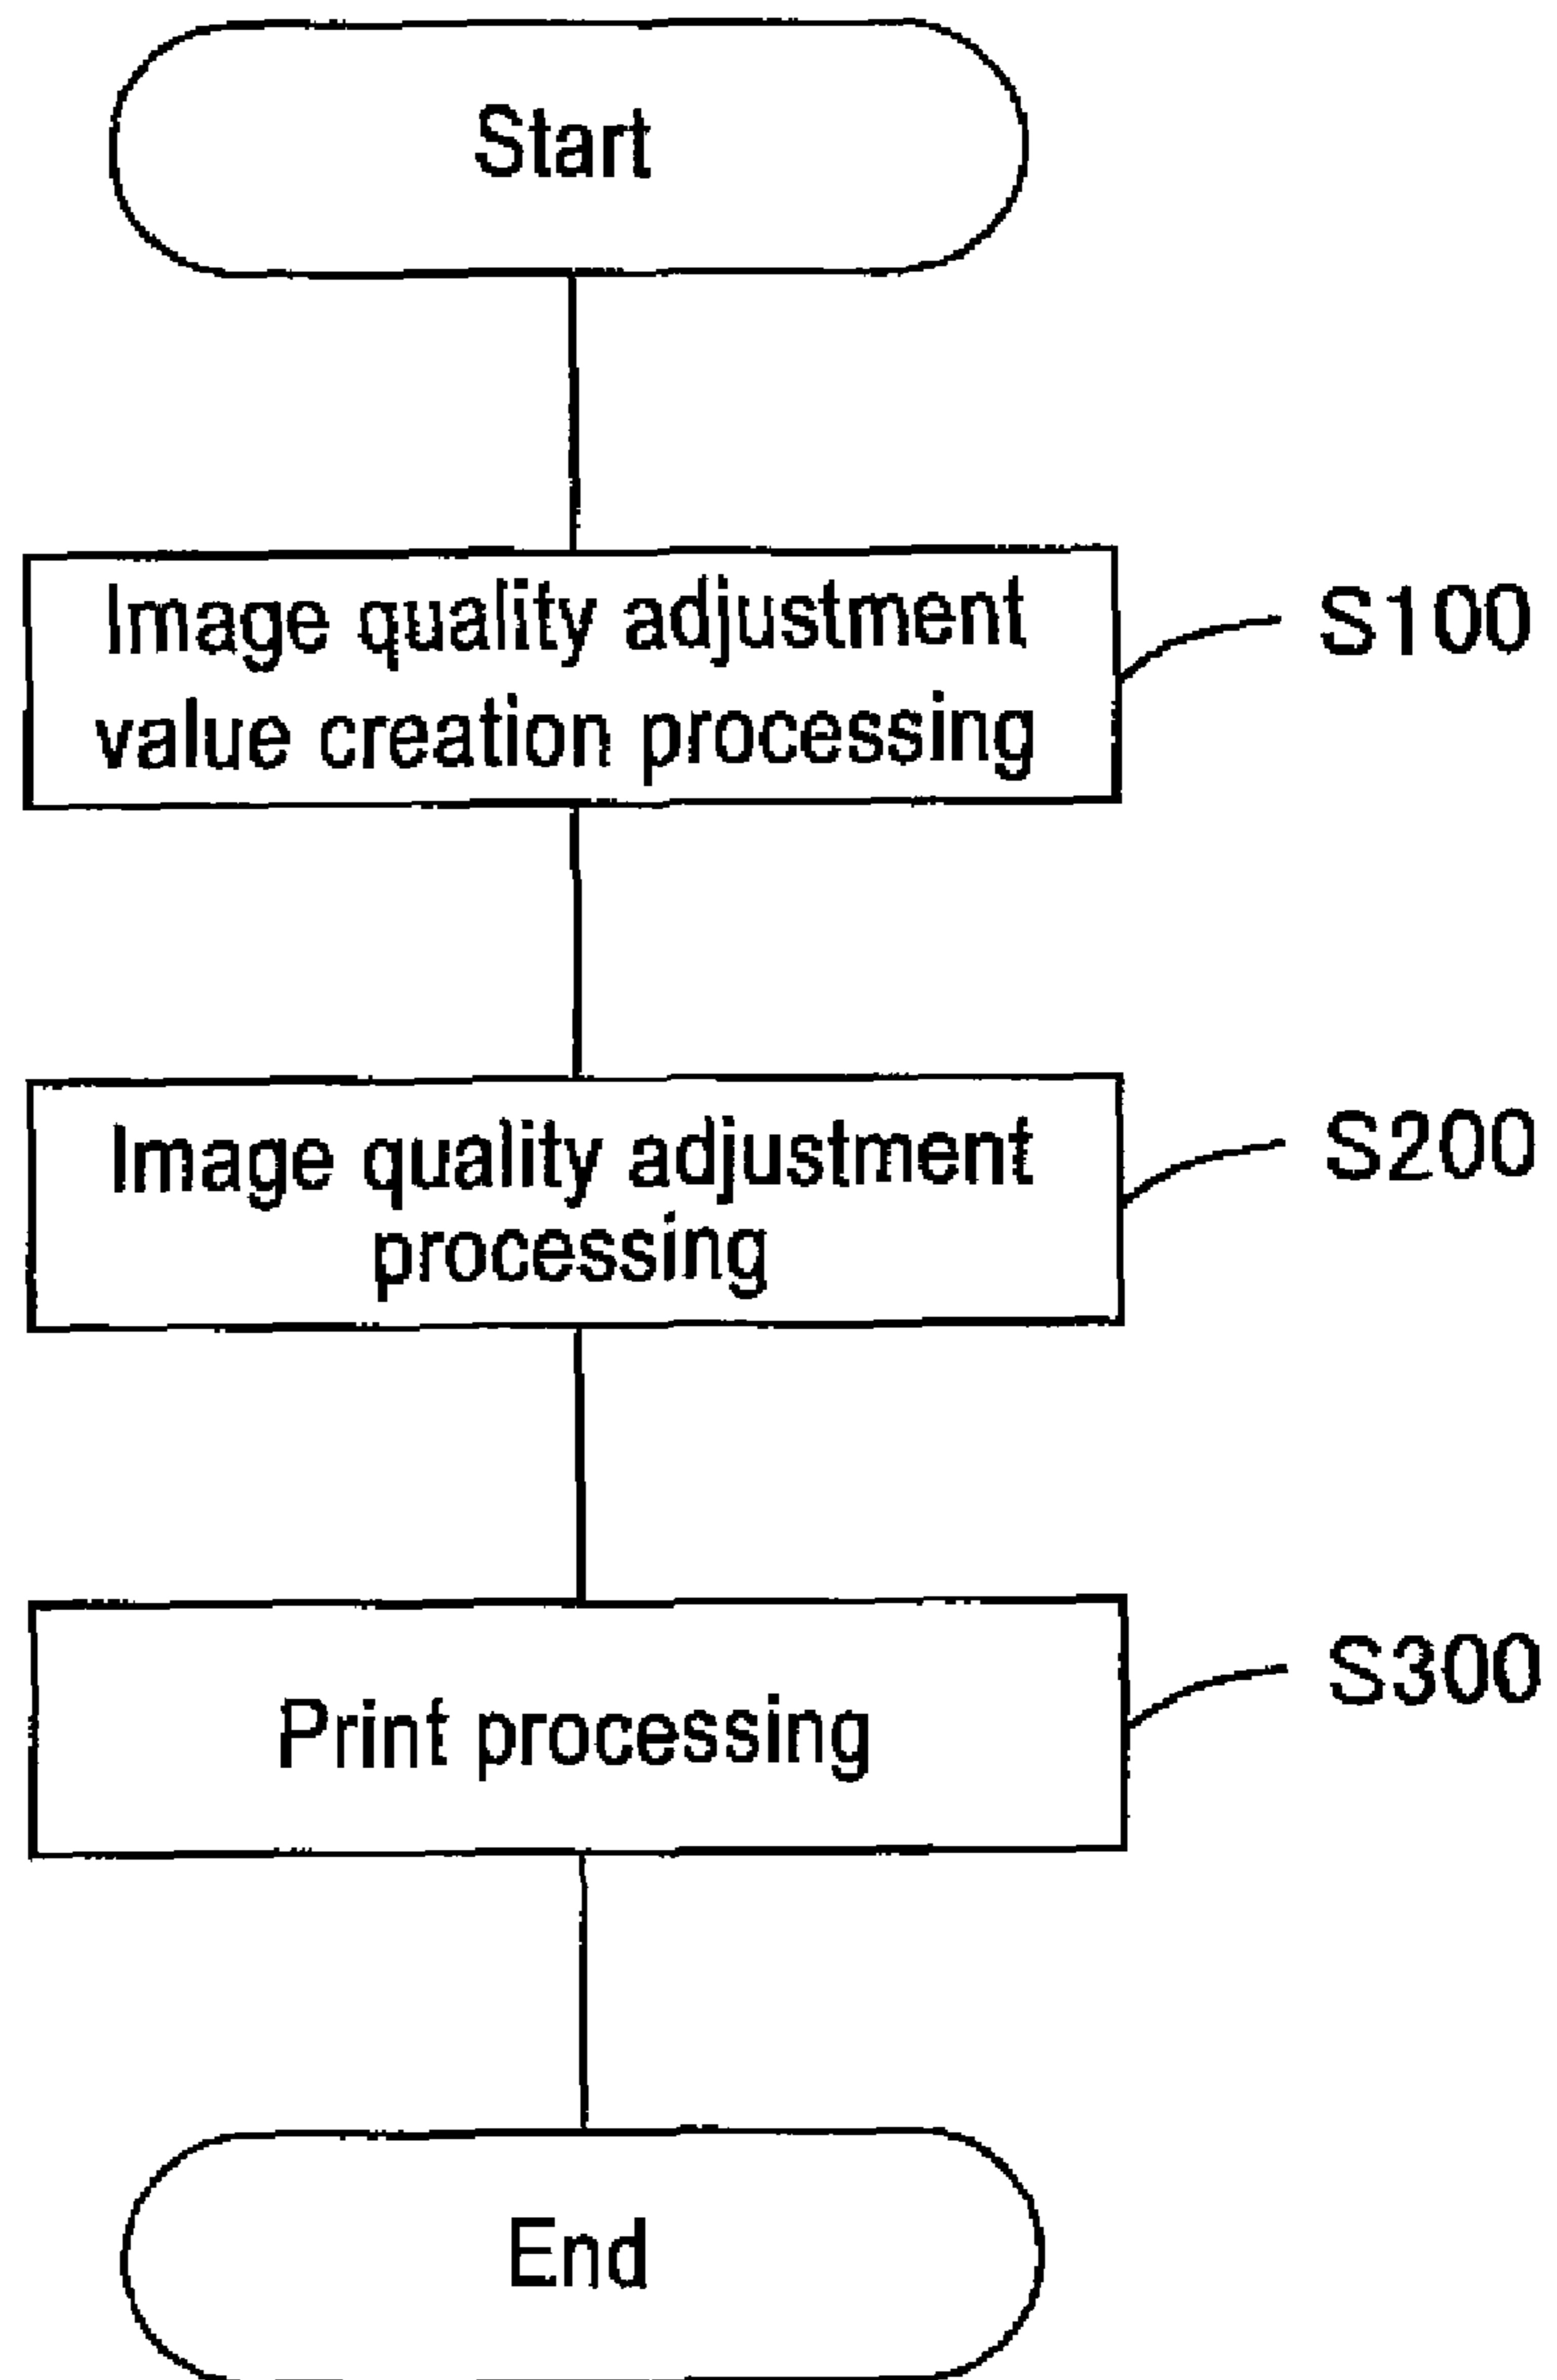 Start
Image quality adjustment
value creation processing
S100
Image quality adjustment
processing
S200
Print processing
S300
End